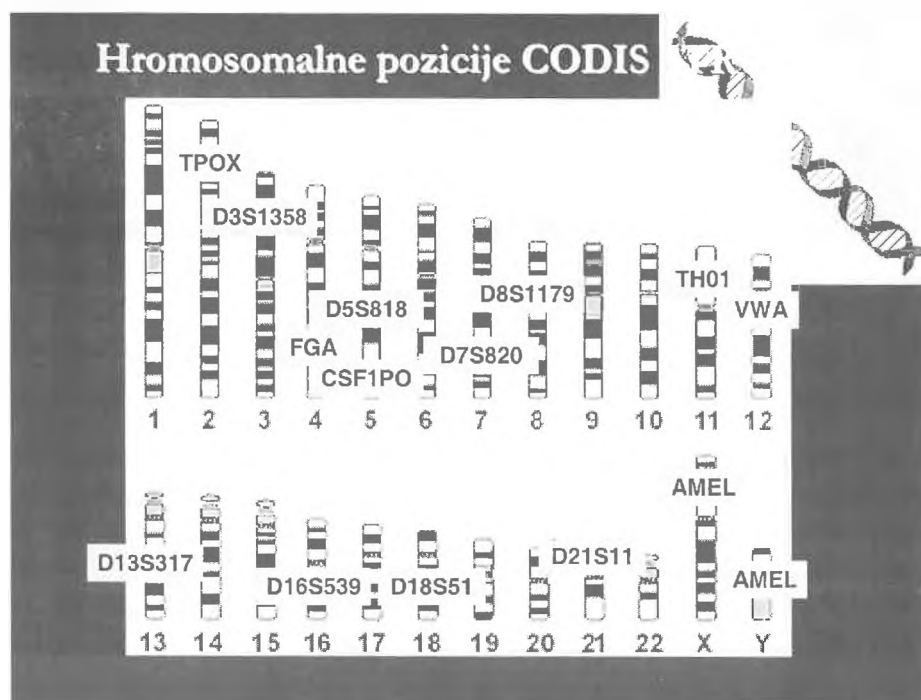 Hromosomalne pozicije CODIS
TPOX
D3S1358
D8S1179
TH01
D5S818
VWA
FGA
D7S820
CSF1PO
1 2 3 4 5 6 7 8 9 10 11 12
AMEL
D13S317
D16S539
D18S51
D21S11
AMEL
13 14 15 16 17 18 19 20 21 22 X Y